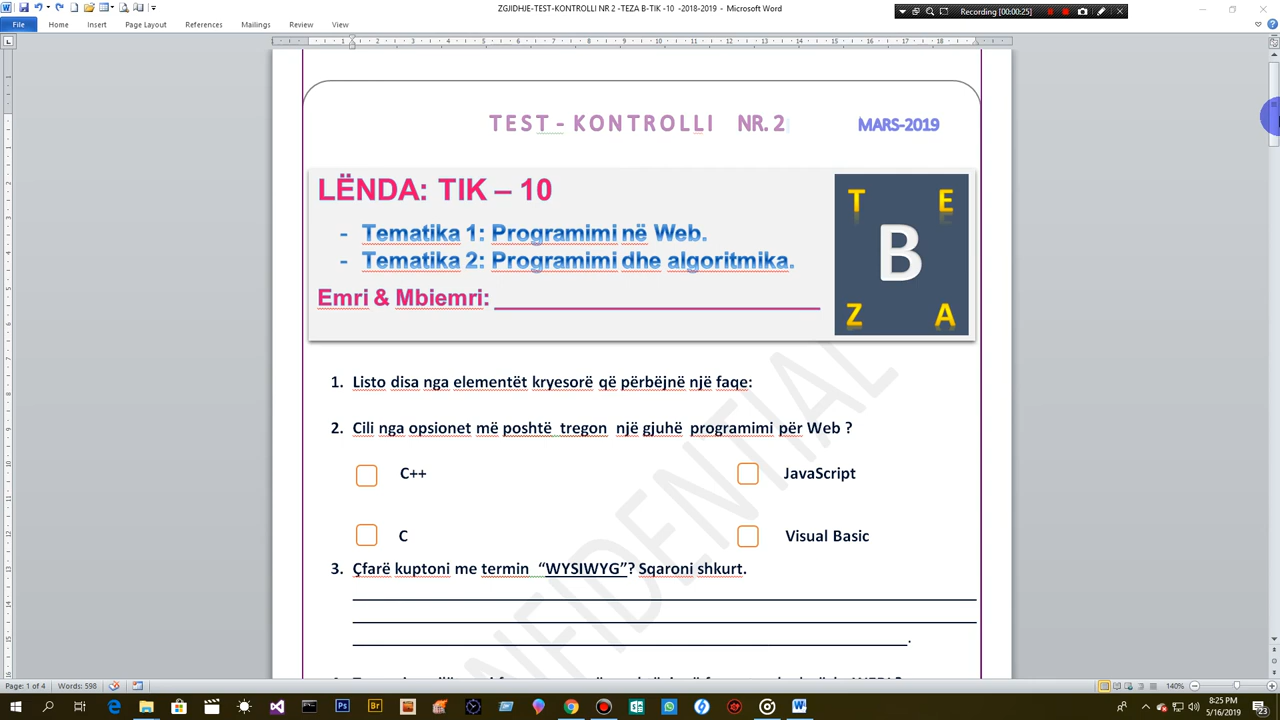 ZGJIDHJE-TEST-KONTROLLI NR 2 -TEZA B-TIK -10 -2018-2019 - Microsoft Word
Recording [00:00:25]
File Home Insert Page Layout References Mailings Review View
TEST - KONTROLLI NR. 2 MARS-2019
LËNDA: TIK – 10
- Tematika 1: Programimi në Web.
- Tematika 2: Programimi dhe algoritmika.
Emri & Mbiemri:
T E
B
Z A
1. Listo disa nga elementët kryesorë që përbëjnë një faqe:
2. Cili nga opsionet më poshtë tregon një gjuhë programimi për Web ?
C++ JavaScript
C Visual Basic
3. Çfarë kuptoni me termin “WYSIWYG”? Sqaroni shkurt.
.
NFIDENTIAL
Page: 1 of 4 Words: 598 140%
8:25 PM
5/16/2019
23